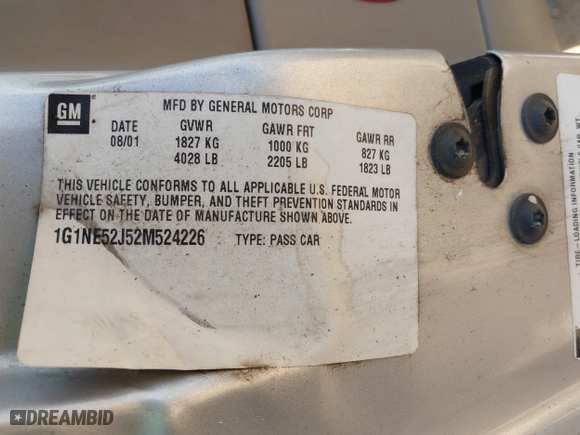 GM
MFD BY GENERAL MOTORS CORP
DATE GVWR GAWR FRT GAWR RR
08/01 1827 KG 1000 KG 827 KG
4028 LB 2205 LB 1823 LB
THIS VEHICLE CONFORMS TO ALL APPLICABLE U.S. FEDERAL MOTOR
VEHICLE SAFETY, BUMPER, AND THEFT PREVENTION STANDARDS IN
EFFECT ON THE DATE OF MANUFACTURE SHOWN ABOVE.
1G1NE52J52M524226 TYPE: PASS CAR
TIRE-LOADING INFORMATION
DREAMBID